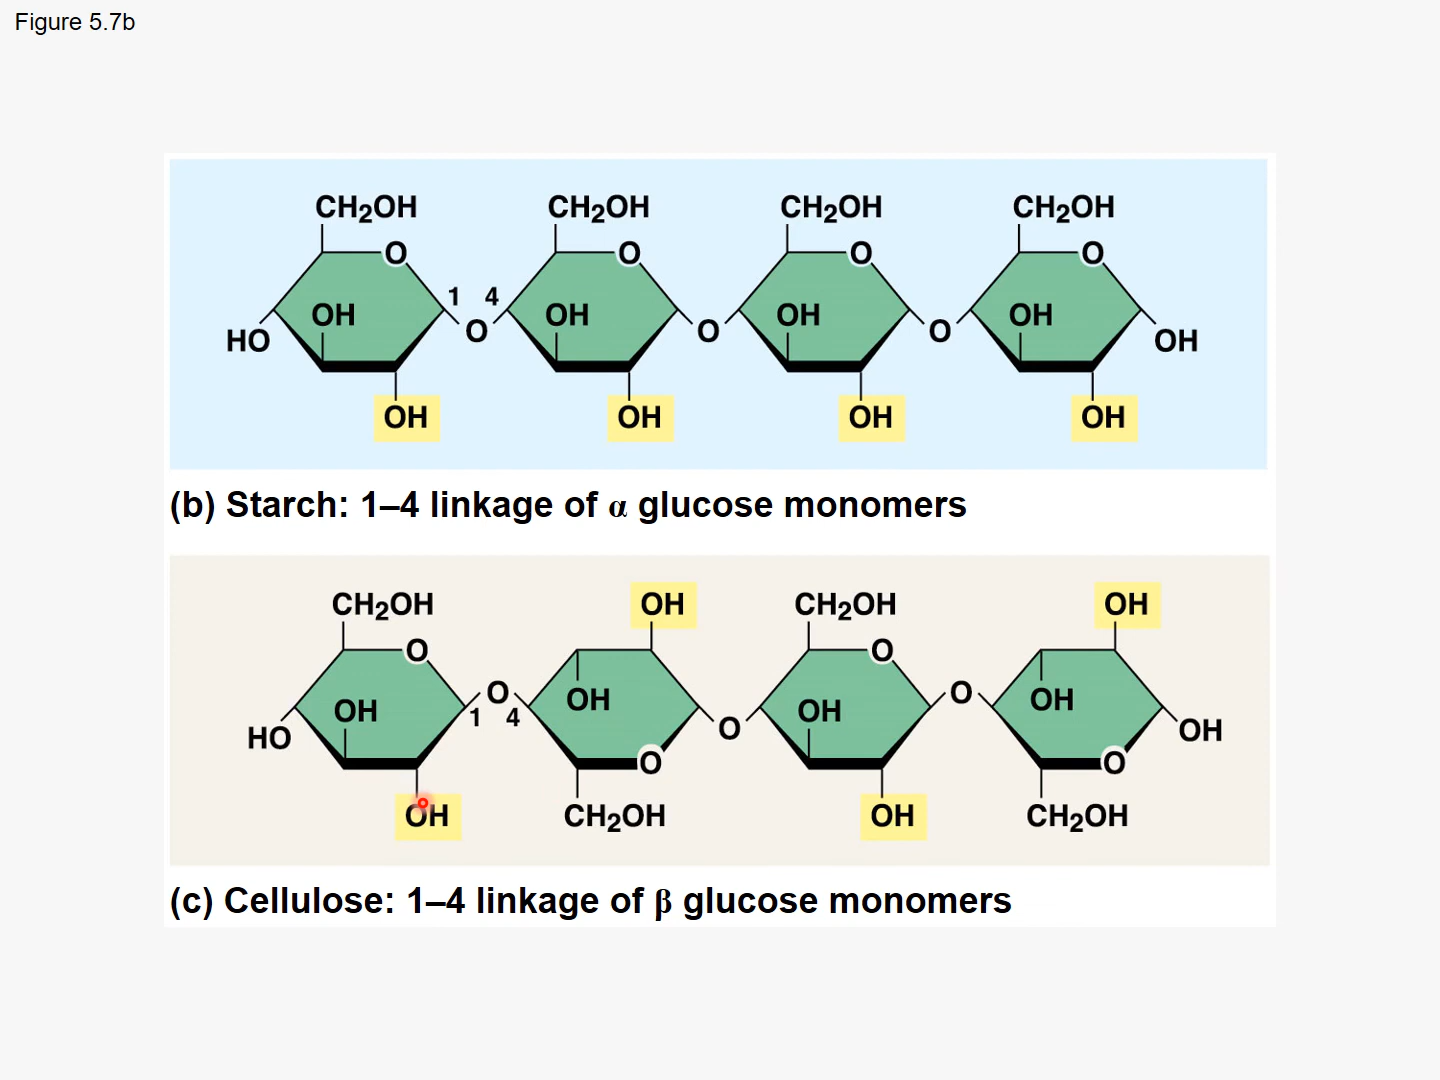 Figure 5.7b
CH₂OH CH₂OH CH₂OH CH₂OH
O O O O
1 4
OH OH OH OH
HO O O O OH
OH OH OH OH
(b) Starch: 1–4 linkage of α glucose monomers
CH₂OH OH CH₂OH OH
O O
O O
OH OH OH OH
1 4
HO O OH
O O
OH CH₂OH OH CH₂OH
(c) Cellulose: 1–4 linkage of β glucose monomers